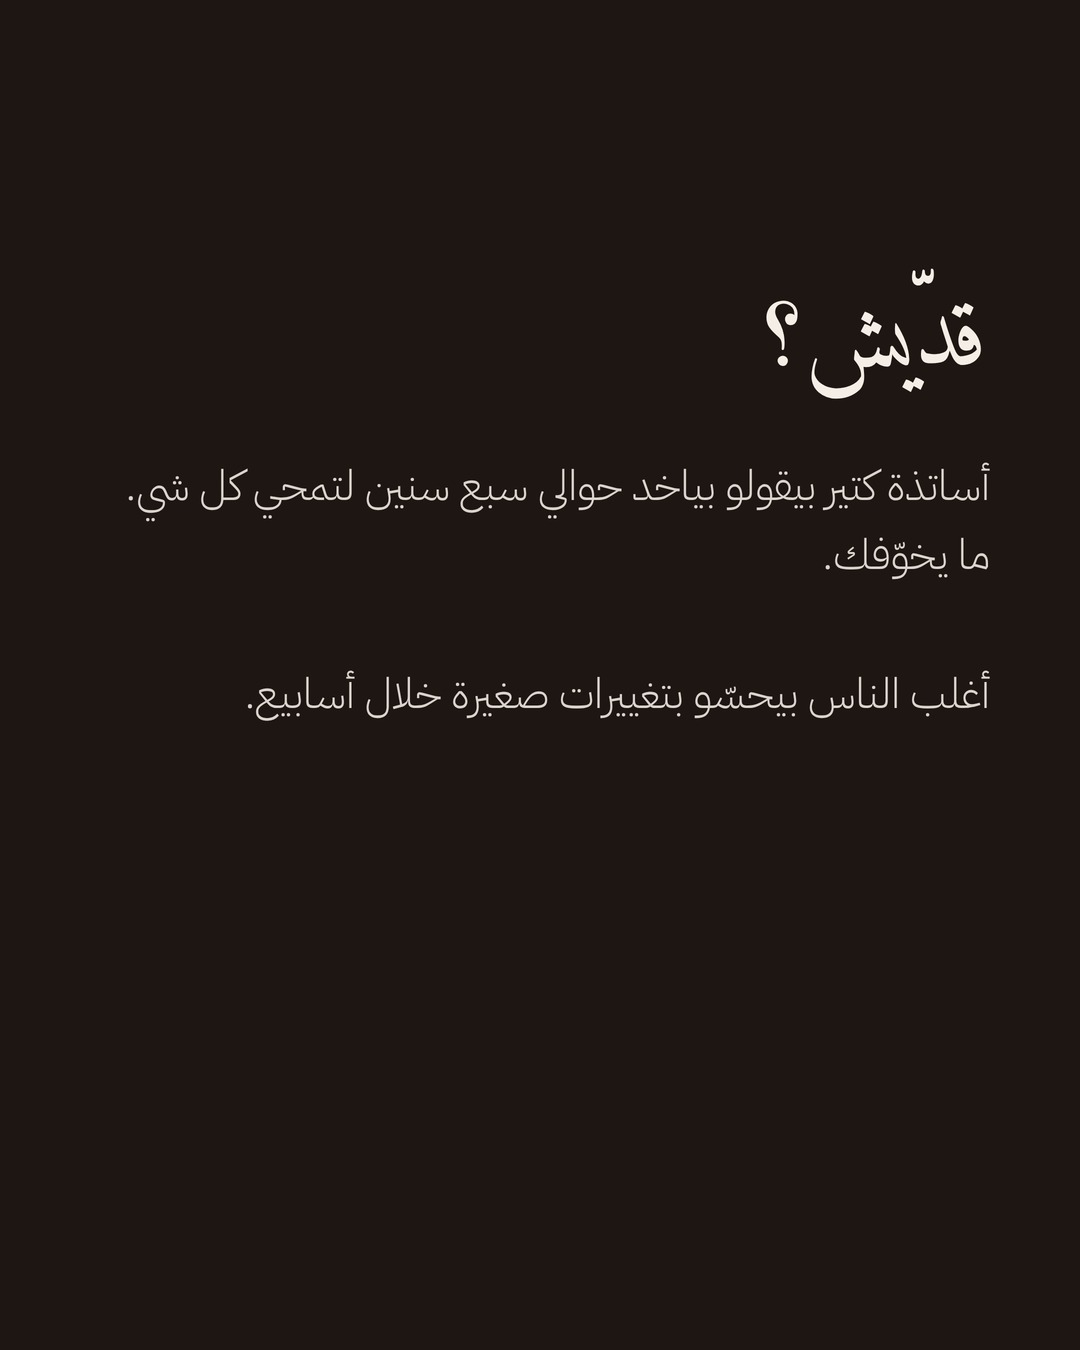 قدّيش؟
أساتذة كتير بيقولو بياخد حوالي سبع سنين لتمحي كل شي.
ما يخوّفك.
أغلب الناس بيحسّو بتغييرات صغيرة خلال أسابيع.